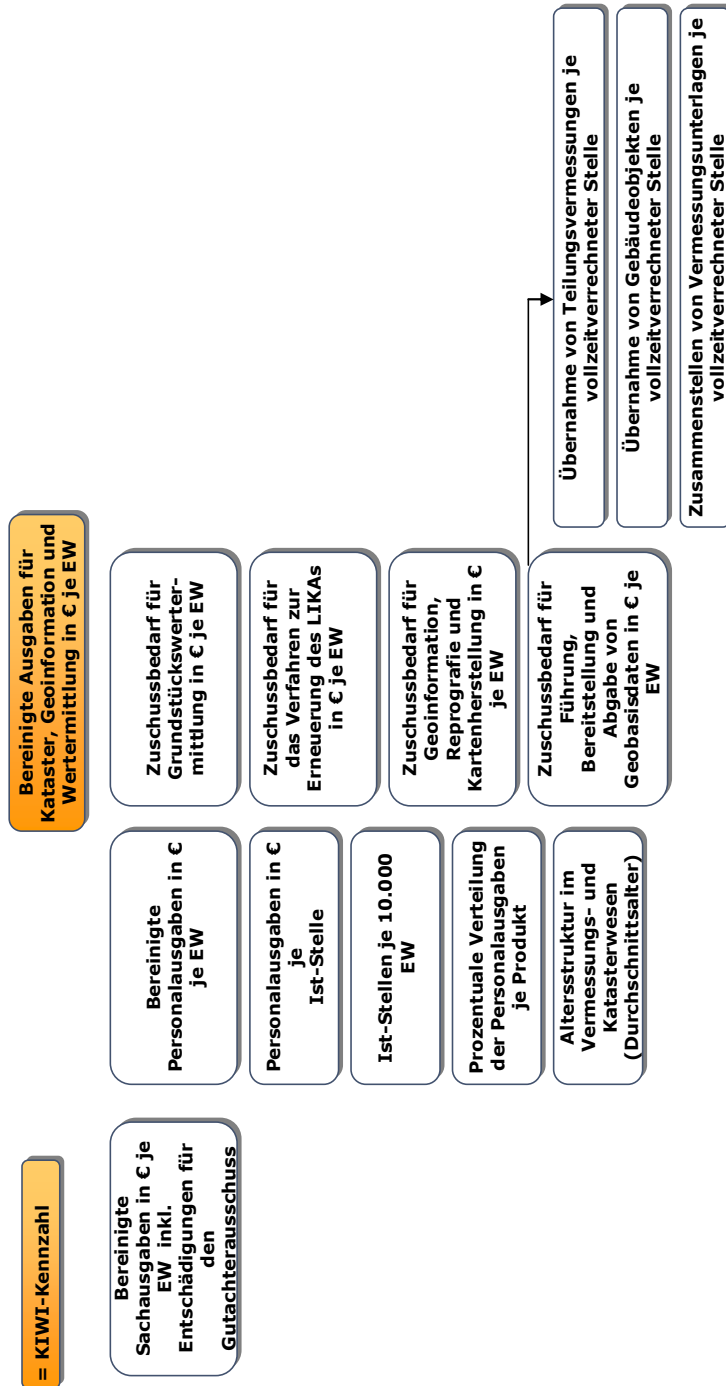 = KIWI-Kennzahl
Bereinigte Ausgaben für
Kataster, Geoinformation und
Wertermittlung in € je EW
Bereinigte
Sachausgaben in € je
EW inkl.
Entschädigungen für
den
Gutachterausschuss
Bereinigte
Personalausgaben in €
je EW
Personalausgaben in €
je
Ist-Stelle
Ist-Stellen je 10.000
EW
Prozentuale Verteilung
der Personalausgaben
je Produkt
Altersstruktur im
Vermessungs- und
Katasterwesen
(Durchschnittsalter)
Zuschussbedarf für
Grundstückswerter-
mittlung in € je EW
Zuschussbedarf für
das Verfahren zur
Erneuerung des LIKAs
in € je EW
Zuschussbedarf für
Geoinformation,
Reprografie und
Kartenherstellung in €
je EW
Zuschussbedarf für
Führung,
Bereitstellung und
Abgabe von
Geobasisdaten in € je
EW
Übernahme von Teilungsvermessungen je
vollzeitverrechneter Stelle
Übernahme von Gebäudeobjekten je
vollzeitverrechneter Stelle
Zusammenstellen von Vermessungsunterlagen je
vollzeitverrechneter Stelle